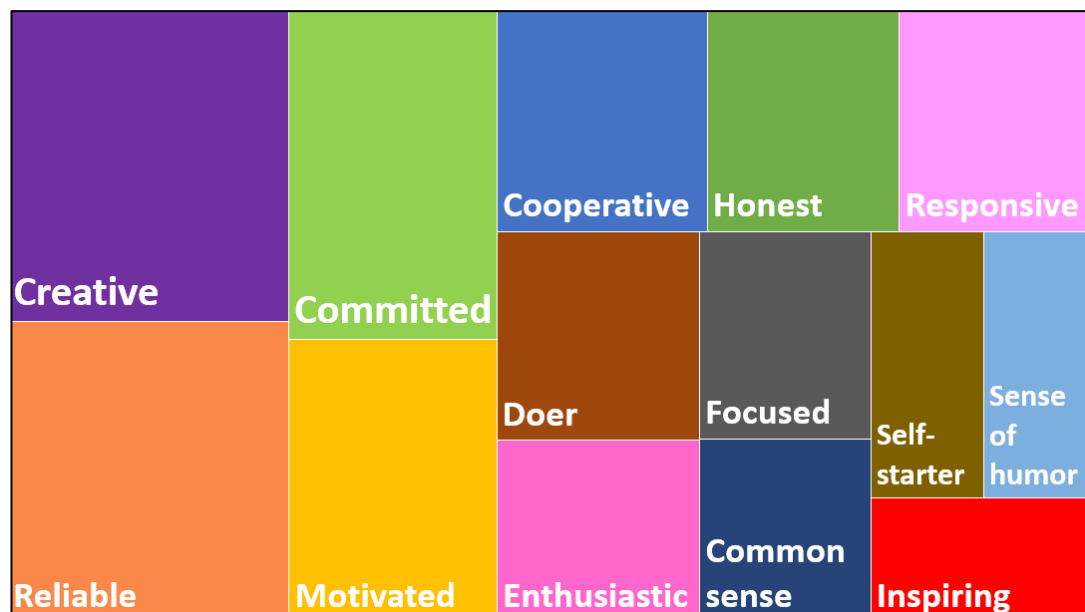 Creative
Committed
Cooperative
Honest
Responsive
Reliable
Motivated
Doer
Focused
Self-
starter
Sense
of
humor
Enthusiastic
Common
sense
Inspiring